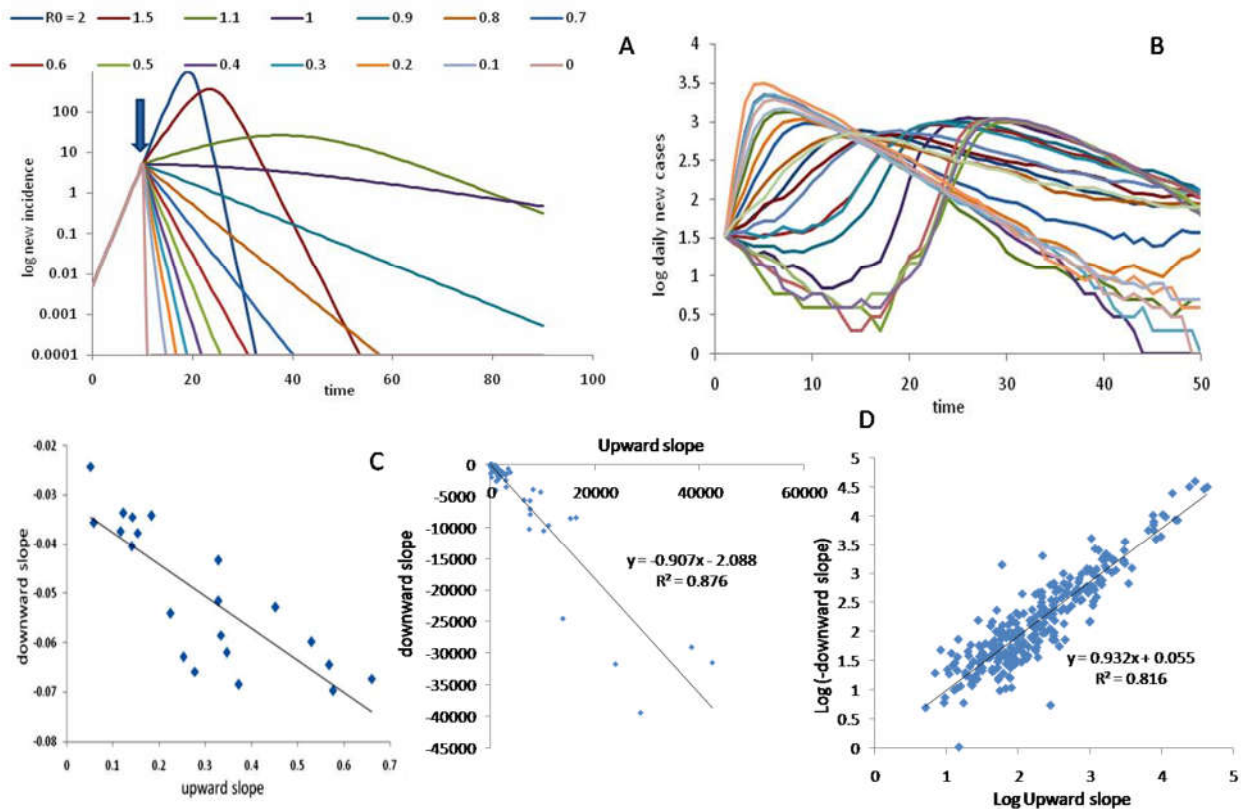 R0 = 2 1.5 1.1 1 0.9 0.8 0.7
0.6 0.5 0.4 0.3 0.2 0.1 0
A
100
10
1
0.1
0.01
0.001
0.0001
log new incidence
0 20 40 60 80 100
time
B
4
3.5
3
2.5
2
1.5
1
0.5
0
log daily new cases
0 10 20 30 40 50
time
C
-0.02
-0.03
-0.04
-0.05
-0.06
-0.07
-0.08
downward slope
0 0.1 0.2 0.3 0.4 0.5 0.6 0.7
upward slope
Upward slope
0 20000 40000 60000
0
-5000
-10000
-15000
-20000
-25000
-30000
-35000
-40000
-45000
downward slope
y = -0.907x - 2.088
R² = 0.876
D
5
4.5
4
3.5
3
2.5
2
1.5
1
0.5
0
Log (-downward slope)
y = 0.932x + 0.055
R² = 0.816
0 1 2 3 4 5
Log Upward slope